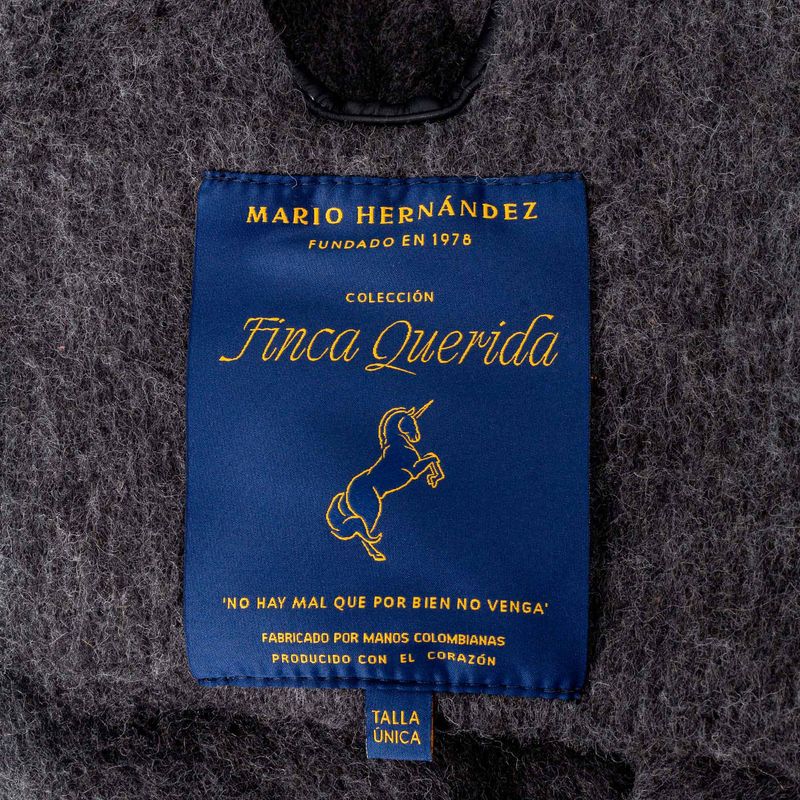 MARIO HERNÁNDEZ
FUNDADO EN 1978
COLECCIÓN
Finca Querida
'NO HAY MAL QUE POR BIEN NO VENGA'
FABRICADO POR MANOS COLOMBIANAS
PRODUCIDO CON EL CORAZÓN
TALLA
ÚNICA